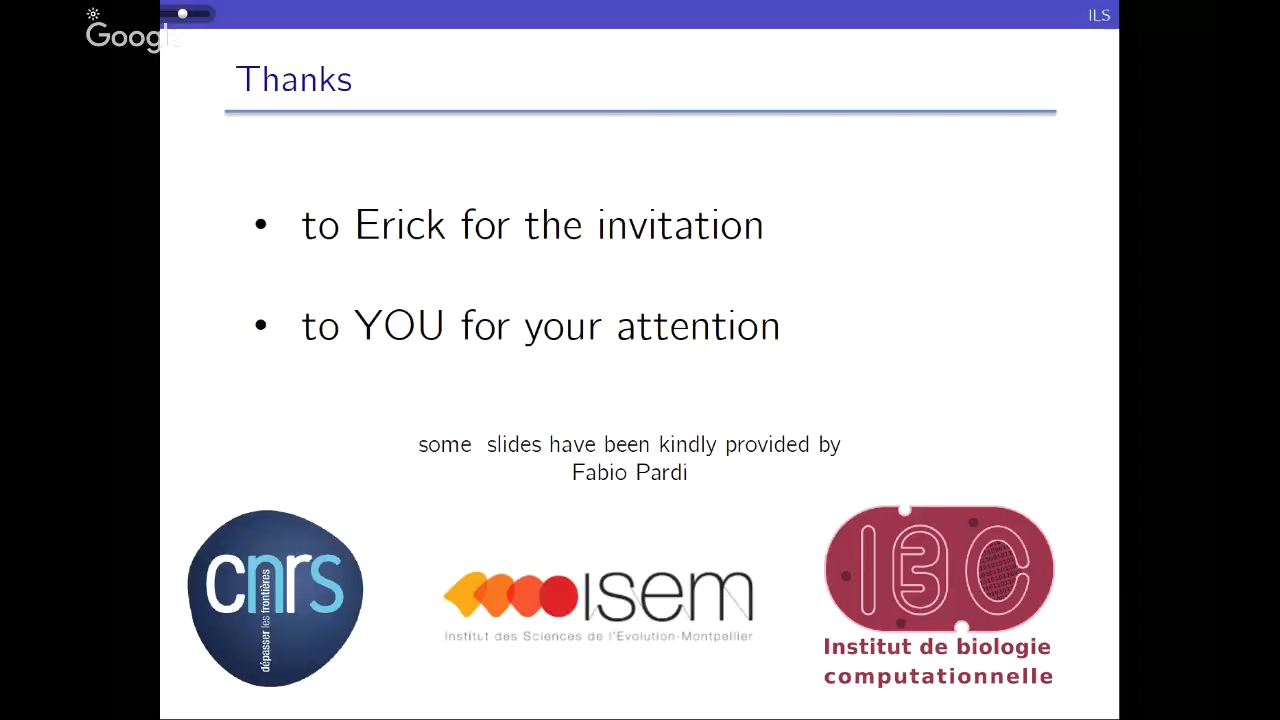 ILS
Google
Thanks
• to Erick for the invitation
• to YOU for your attention
some slides have been kindly provided by
Fabio Pardi
cnrs
dépasser les frontières
ISem
Institut des Sciences de l'Evolution-Montpellier
IBC
Institut de biologie
computationnelle